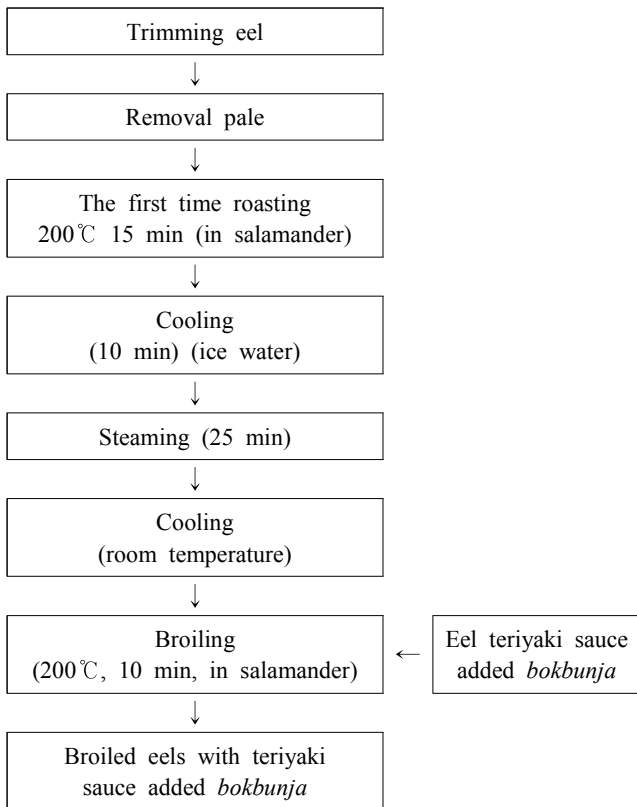 Trimming eel
Removal pale
The first time roasting
200℃ 15 min (in salamander)
Cooling
(10 min) (ice water)
Steaming (25 min)
Cooling
(room temperature)
Broiling
(200℃, 10 min, in salamander)
Eel teriyaki sauce
added bokbunja
Broiled eels with teriyaki
sauce added bokbunja